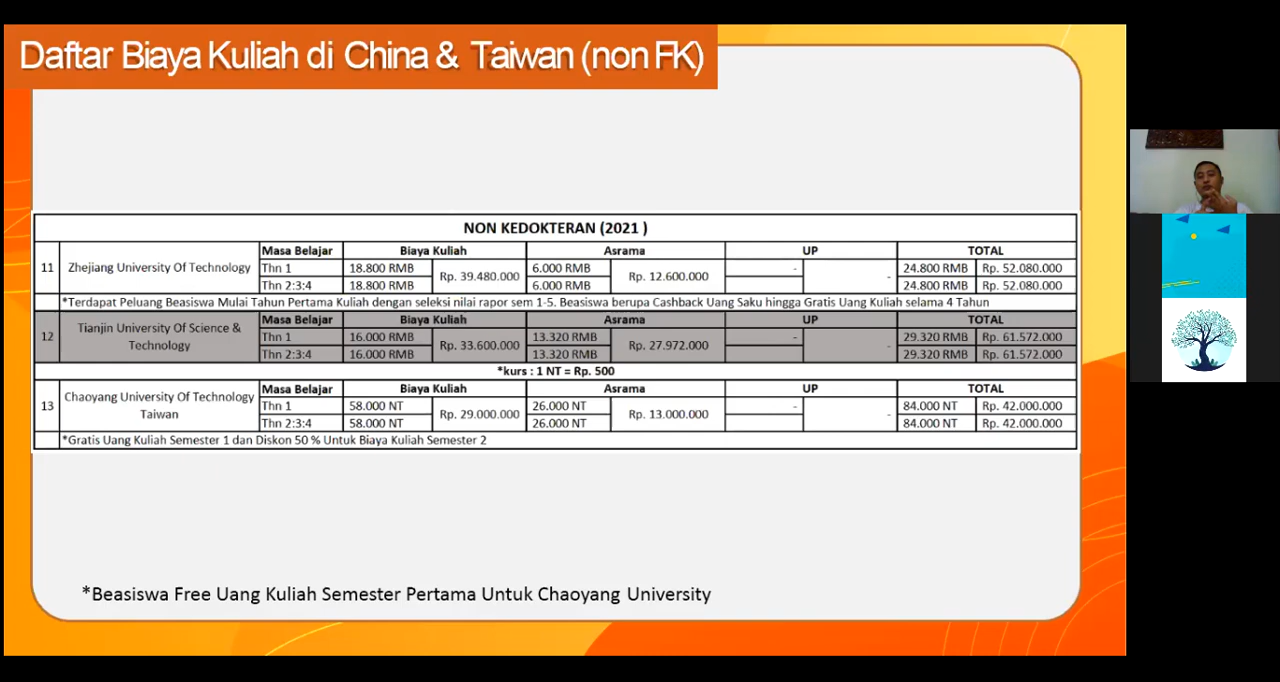 Daftar Biaya Kuliah di China & Taiwan (non FK)
NON KEDOKTERAN (2021 )
11 Zhejiang University Of Technology Masa Belajar Biaya Kuliah Asrama UP TOTAL
Thn 1 18.800 RMB Rp. 39.480.000 6.000 RMB Rp. 12.600.000 - - 24.800 RMB Rp. 52.080.000
Thn 2:3:4 18.800 RMB 6.000 RMB 24.800 RMB Rp. 52.080.000
*Terdapat Peluang Beasiswa Mulai Tahun Pertama Kuliah dengan seleksi nilai rapor sem 1-5. Beasiswa berupa Cashback Uang Saku hingga Gratis Uang Kuliah selama 4 Tahun
12 Tianjin University Of Science & Technology Masa Belajar Biaya Kuliah Asrama UP TOTAL
Thn 1 16.000 RMB Rp. 33.600.000 13.320 RMB Rp. 27.972.000 - - 29.320 RMB Rp. 61.572.000
Thn 2:3:4 16.000 RMB 13.320 RMB 29.320 RMB Rp. 61.572.000
*kurs : 1 NT = Rp. 500
13 Chaoyang University Of Technology Taiwan Masa Belajar Biaya Kuliah Asrama UP TOTAL
Thn 1 58.000 NT Rp. 29.000.000 26.000 NT Rp. 13.000.000 - - 84.000 NT Rp. 42.000.000
Thn 2:3:4 58.000 NT 26.000 NT 84.000 NT Rp. 42.000.000
*Gratis Uang Kuliah Semester 1 dan Diskon 50 % Untuk Biaya Kuliah Semester 2
*Beasiswa Free Uang Kuliah Semester Pertama Untuk Chaoyang University